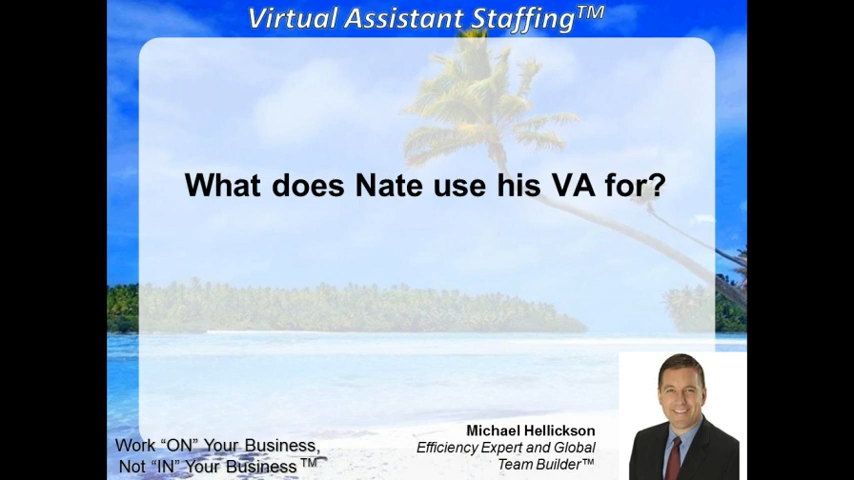 Virtual Assistant Staffing™
What does Nate use his VA for?
Michael Hellickson
Efficiency Expert and Global
Team Builder™
Work “ON” Your Business,
Not “IN” Your Business™